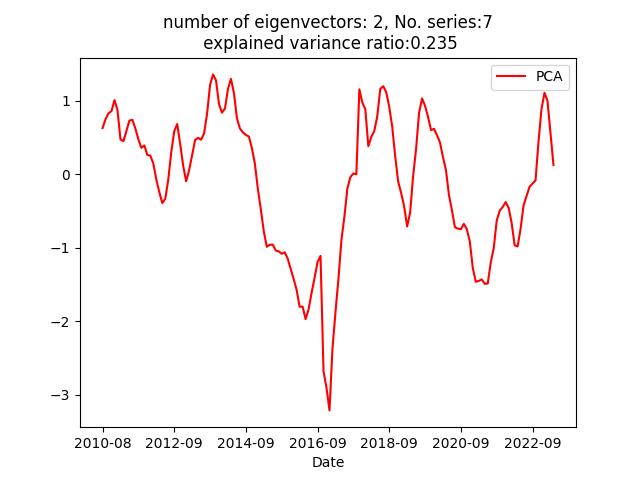 number of eigenvectors: 2, No. series:7
explained variance ratio:0.235
PCA
1
0
−1
−2
−3
2010-08 2012-09 2014-09 2016-09 2018-09 2020-09 2022-09
Date